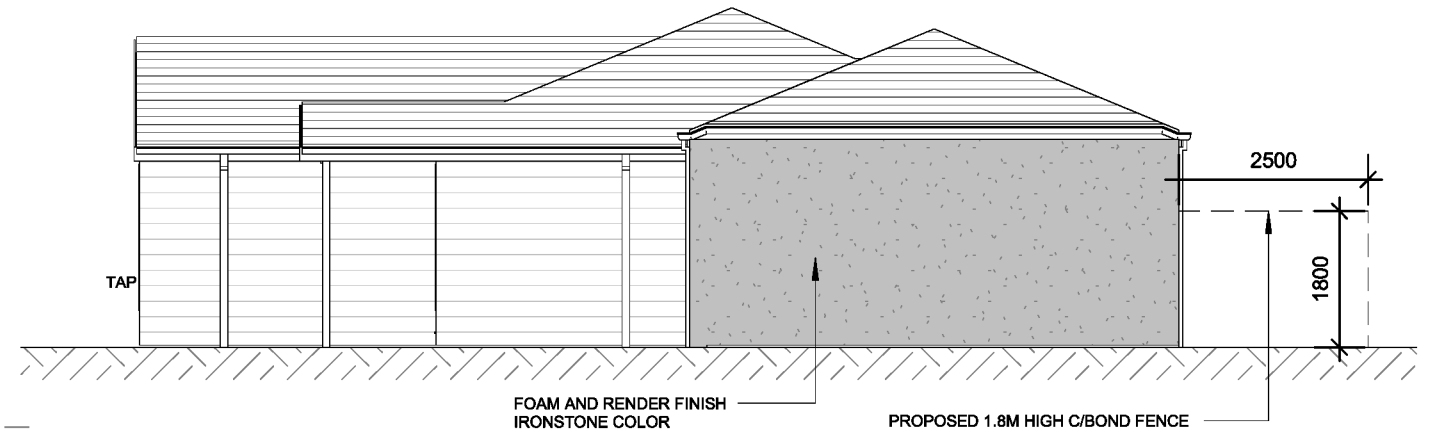 2500
TAP
1800
FOAM AND RENDER FINISH
IRONSTONE COLOR
PROPOSED 1.8M HIGH C/BOND FENCE